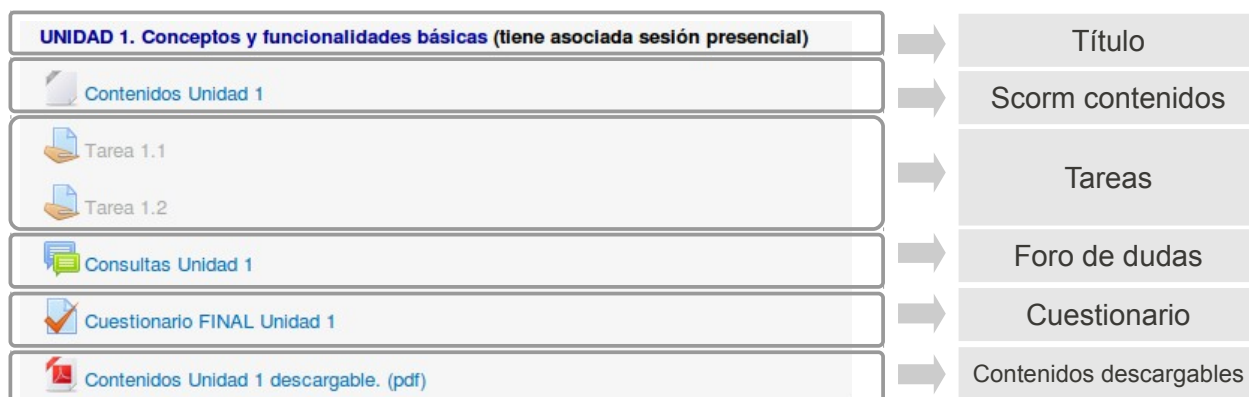 UNIDAD 1. Conceptos y funcionalidades básicas (tiene asociada sesión presencial)
Título
Contenidos Unidad 1
Scorm contenidos
Tarea 1.1
Tarea 1.2
Tareas
Consultas Unidad 1
Foro de dudas
Cuestionario FINAL Unidad 1
Cuestionario
Contenidos Unidad 1 descargable. (pdf)
Contenidos descargables